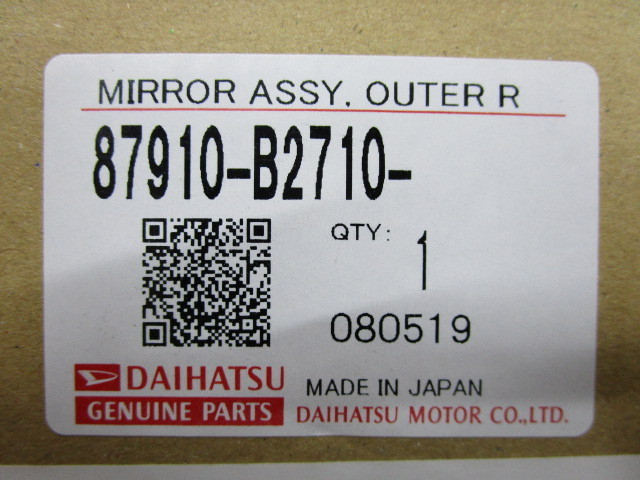 MIRROR ASSY, OUTER R
87910-B2710-
QTY: 1
080519
DAIHATSU
GENUINE PARTS
MADE IN JAPAN
DAIHATSU MOTOR CO.,LTD.